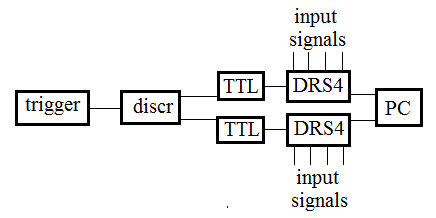 input
signals
TTL
DRS4
trigger
discr
PC
TTL
DRS4
input
signals